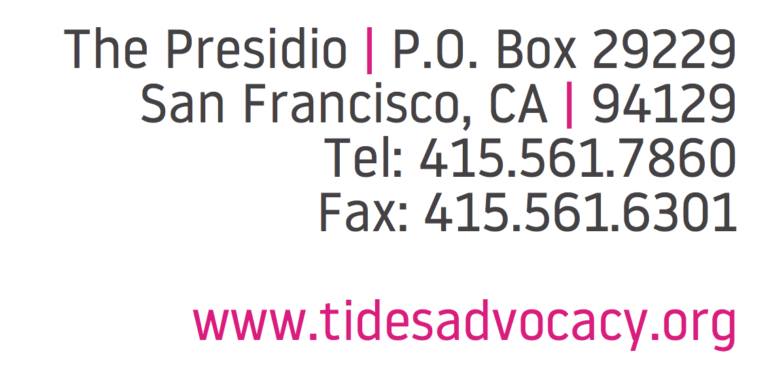 The Presidio | P.O. Box 29229
San Francisco, CA | 94129
Tel: 415.561.7860
Fax: 415.561.6301
www.tidesadvocacy.org